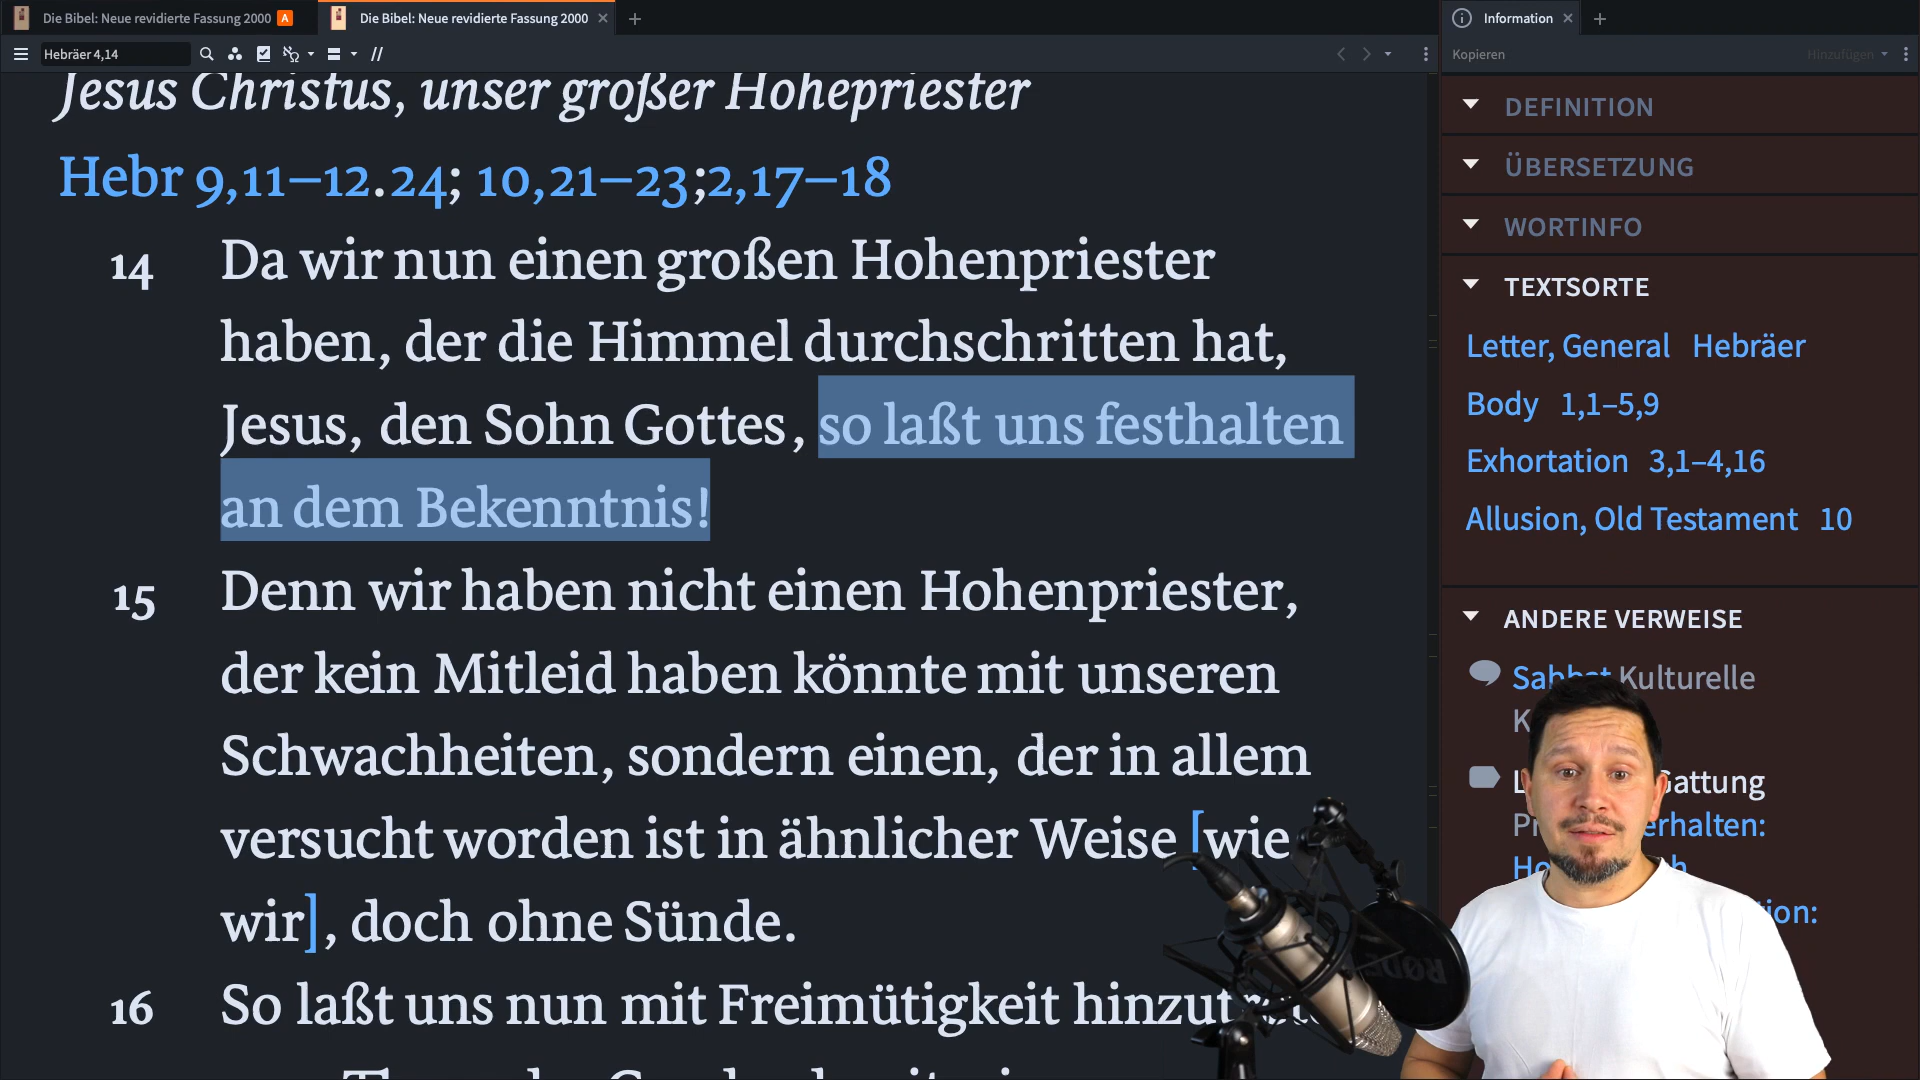 Die Bibel: Neue revidierte Fassung 2000 A
Die Bibel: Neue revidierte Fassung 2000
Hebräer 4,14
Jesus Christus, unser großer Hohepriester
Hebr 9,11–12.24; 10,21–23;2,17–18
14 Da wir nun einen großen Hohenpriester
haben, der die Himmel durchschritten hat,
Jesus, den Sohn Gottes, so laßt uns festhalten
an dem Bekenntnis!
15 Denn wir haben nicht einen Hohenpriester,
der kein Mitleid haben könnte mit unseren
Schwachheiten, sondern einen, der in allem
versucht worden ist in ähnlicher Weise [wie
wir], doch ohne Sünde.
16 So laßt uns nun mit Freimütigkeit
Information
Kopieren
Hinzufügen
DEFINITION
ÜBERSETZUNG
WORTINFO
TEXTSORTE
Letter, General Hebräer
Body 1,1–5,9
Exhortation 3,1–4,16
Allusion, Old Testament 10
ANDERE VERWEISE
Sabbat Kulturelle
Gattung
RØDE